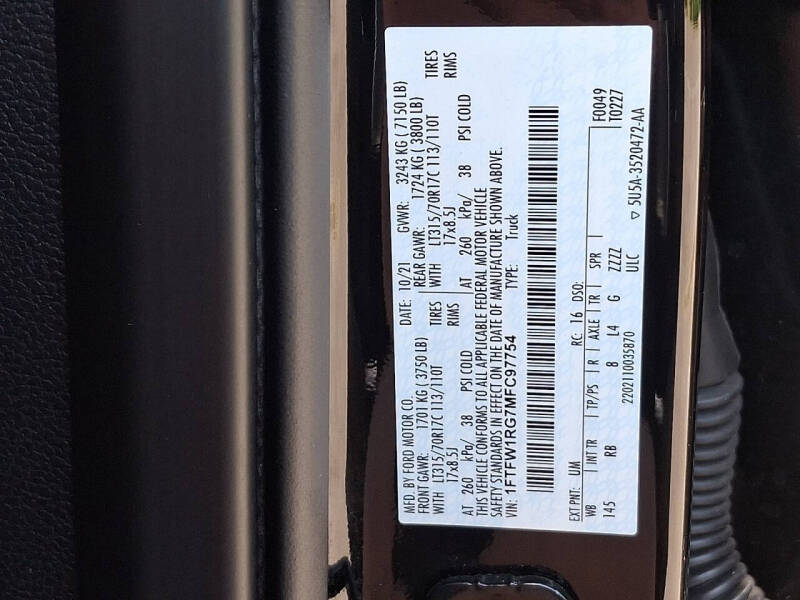 MFD. BY FORD MOTOR CO. DATE: 10/21 GVWR: 3243 KG ( 7150 LB)
FRONT GAWR: 1701 KG ( 3750 LB) REAR GAWR: 1724 KG ( 3800 LB)
WITH LT315/70R17C 113/110T TIRES WITH LT315/70R17C 113/110T TIRES
17x8.5J RIMS 17x8.5J RIMS
AT 260 kPa/ 38 PSI COLD AT 260 kPa/ 38 PSI COLD
THIS VEHICLE CONFORMS TO ALL APPLICABLE FEDERAL MOTOR VEHICLE
SAFETY STANDARDS IN EFFECT ON THE DATE OF MANUFACTURE SHOWN ABOVE.
VIN: 1FTFW1RG7MFC97754 TYPE: Truck
EXT PNT: UM RC: 16 DSO: F0049
WB INT TR TP/PS R AXLE TR SPR T0227
145 RB 8 L4 G ZZZZ
2202110035870 ULC ▽ 5U5A-3520472-AA